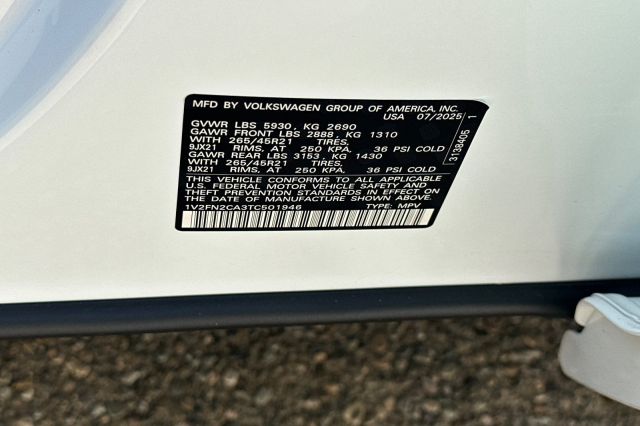 MFD BY VOLKSWAGEN GROUP OF AMERICA, INC.
USA 07/2025
GVWR LBS 5930, KG 2690
GAWR FRONT LBS 2888, KG 1310
WITH 265/45R21 TIRES,
9JX21 RIMS, AT 250 KPA, 36 PSI COLD
GAWR REAR LBS 3153, KG 1430
WITH 265/45R21 TIRES,
9JX21 RIMS, AT 250 KPA, 36 PSI COLD
THIS VEHICLE CONFORMS TO ALL APPLICABLE
U.S. FEDERAL MOTOR VEHICLE SAFETY AND
THEFT PREVENTION STANDARDS IN EFFECT ON
THE DATE OF MANUFACTURE SHOWN ABOVE.
1V2FN2CA3TC501946 TYPE: MPV
3138405 1